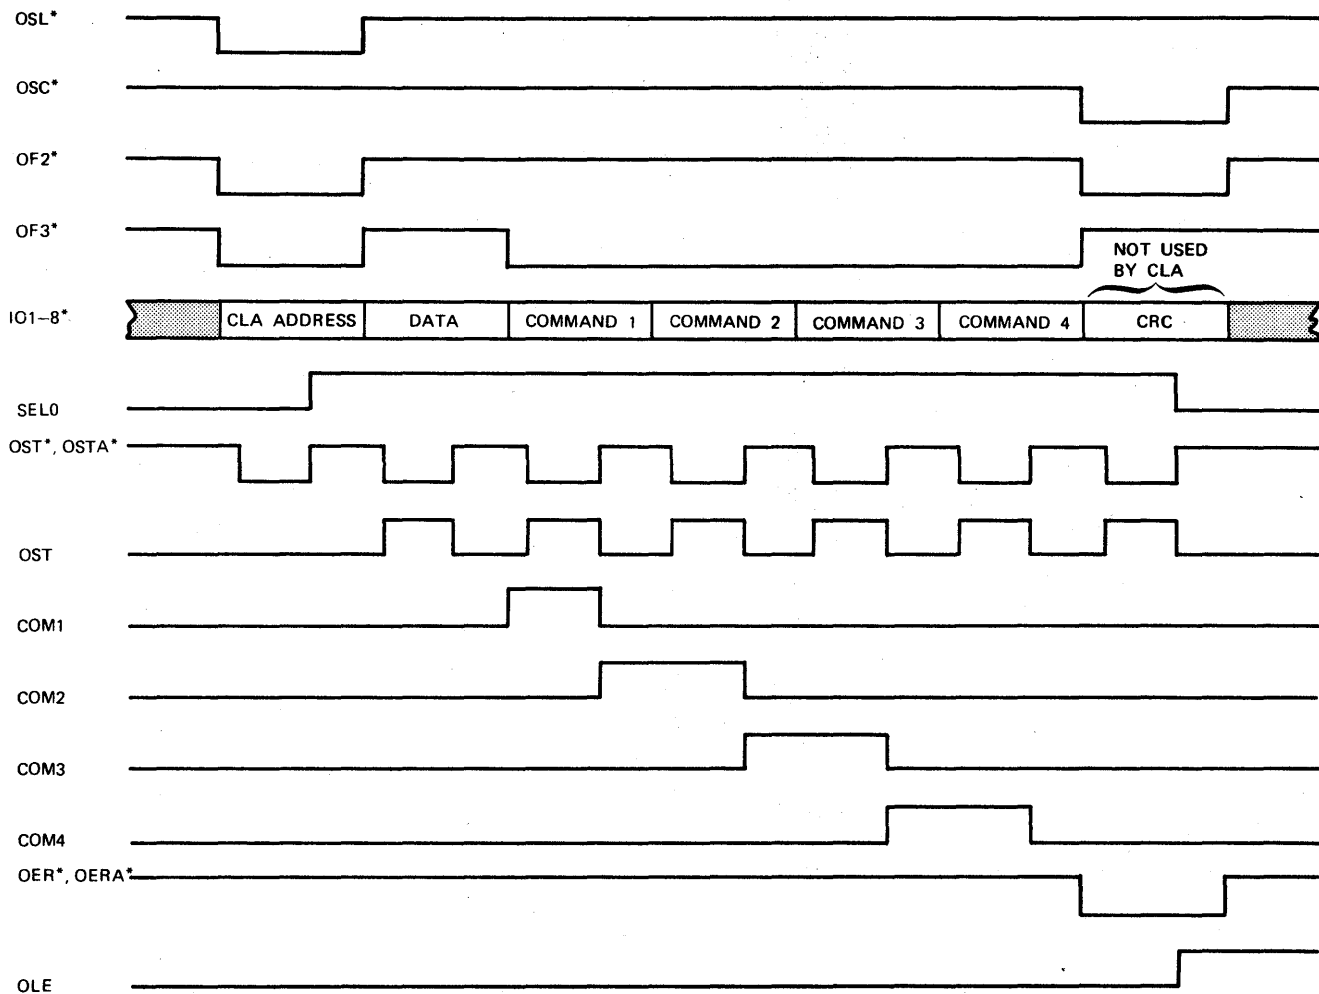 OSL*
OSC*
OF2*
OF3*
NOT USED
BY CLA
IO1-8*
CLA ADDRESS
DATA
COMMAND 1
COMMAND 2
COMMAND 3
COMMAND 4
CRC
SEL0
OST*, OSTA*
OST
COM1
COM2
COM3
COM4
OER*, OERA*
OLE